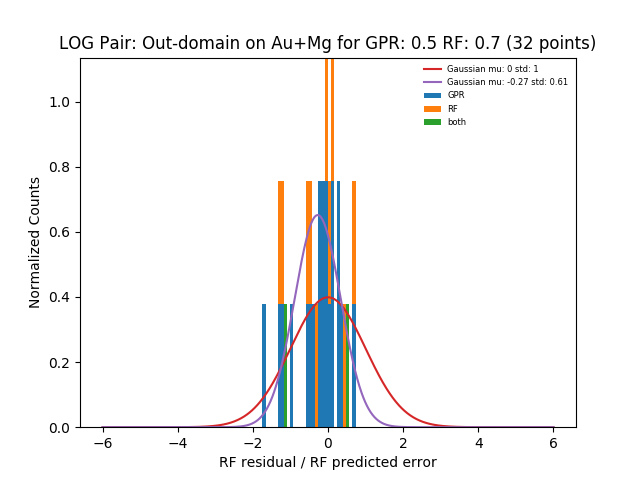 LOG Pair: Out-domain on Au+Mg for GPR: 0.5 RF: 0.7 (32 points)
Gaussian mu: 0 std: 1
Gaussian mu: -0.27 std: 0.61
GPR
RF
both
Normalized Counts
1.0
0.8
0.6
0.4
0.2
0.0
−6 −4 −2 0 2 4 6
RF residual / RF predicted error